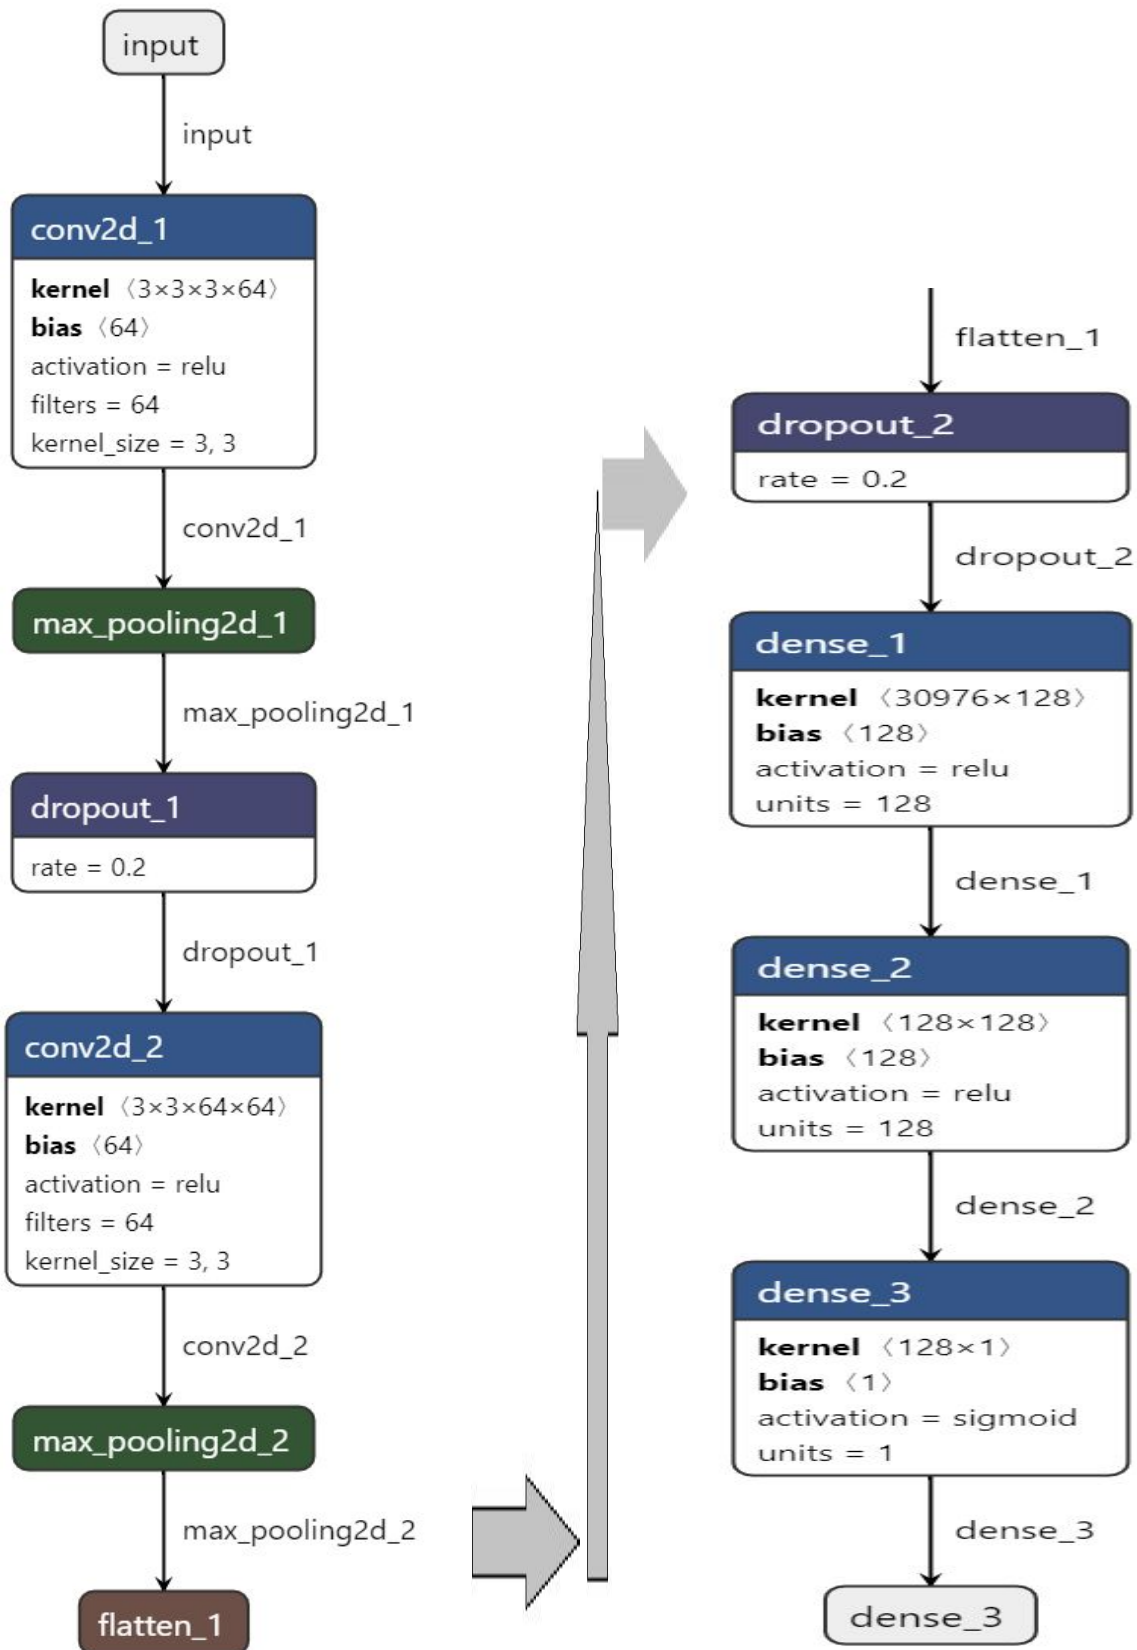 input
input
conv2d_1
kernel 〈3×3×3×64〉
bias 〈64〉
activation = relu
filters = 64
kernel_size = 3, 3
conv2d_1
max_pooling2d_1
max_pooling2d_1
dropout_1
rate = 0.2
dropout_1
conv2d_2
kernel 〈3×3×64×64〉
bias 〈64〉
activation = relu
filters = 64
kernel_size = 3, 3
conv2d_2
max_pooling2d_2
max_pooling2d_2
flatten_1
flatten_1
dropout_2
rate = 0.2
dropout_2
dense_1
kernel 〈30976×128〉
bias 〈128〉
activation = relu
units = 128
dense_1
dense_2
kernel 〈128×128〉
bias 〈128〉
activation = relu
units = 128
dense_2
dense_3
kernel 〈128×1〉
bias 〈1〉
activation = sigmoid
units = 1
dense_3
dense_3